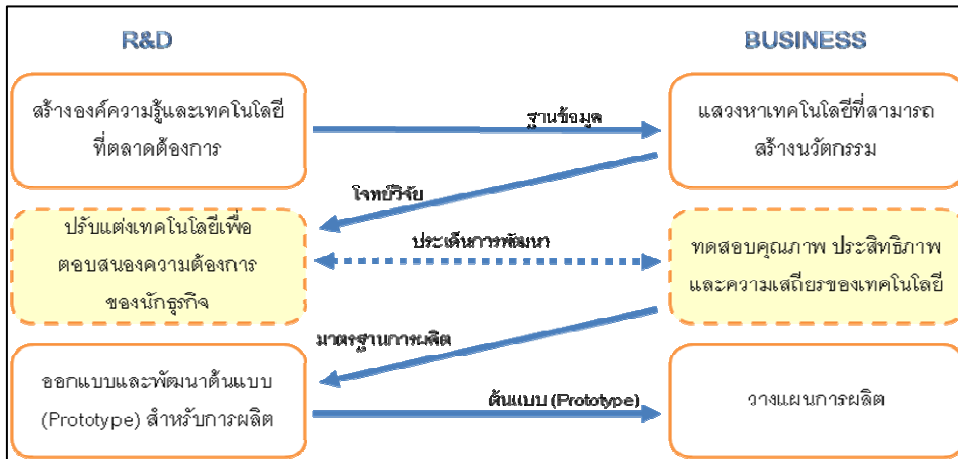 R&D
BUSINESS
สร้างองค์ความรู้และเทคโนโลยี
ที่ตลาดต้องการ
ฐานข้อมูล
แสวงหาเทคโนโลยีที่สามารถ
สร้างนวัตกรรม
โจทย์วิจัย
ปรับแต่งเทคโนโลยีเพื่อ
ตอบสนองความต้องการ
ของนักธุรกิจ
ประเด็นการพัฒนา
ทดสอบคุณภาพ ประสิทธิภาพ
และความเสถียรของเทคโนโลยี
มาตรฐานการผลิต
ออกแบบและพัฒนาต้นแบบ
(Prototype) สำหรับการผลิต
ต้นแบบ (Prototype)
วางแผนการผลิต